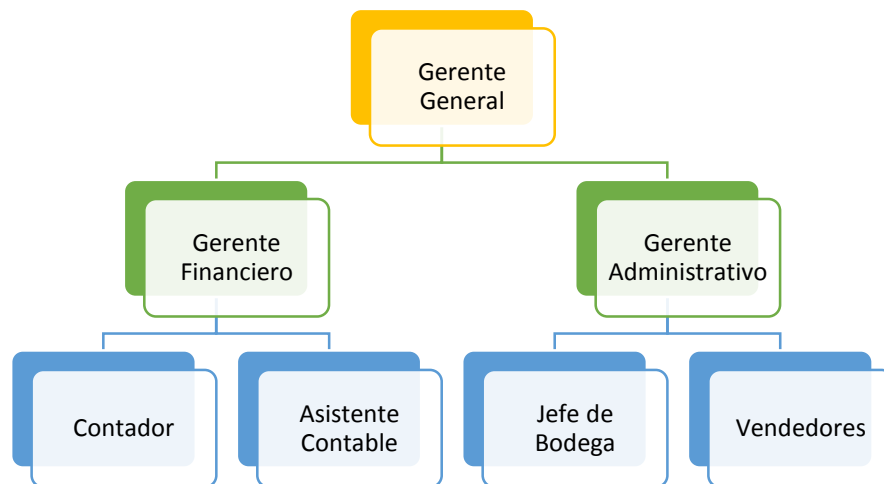 Gerente
General
Gerente
Financiero
Gerente
Administrativo
Contador
Asistente
Contable
Jefe de
Bodega
Vendedores